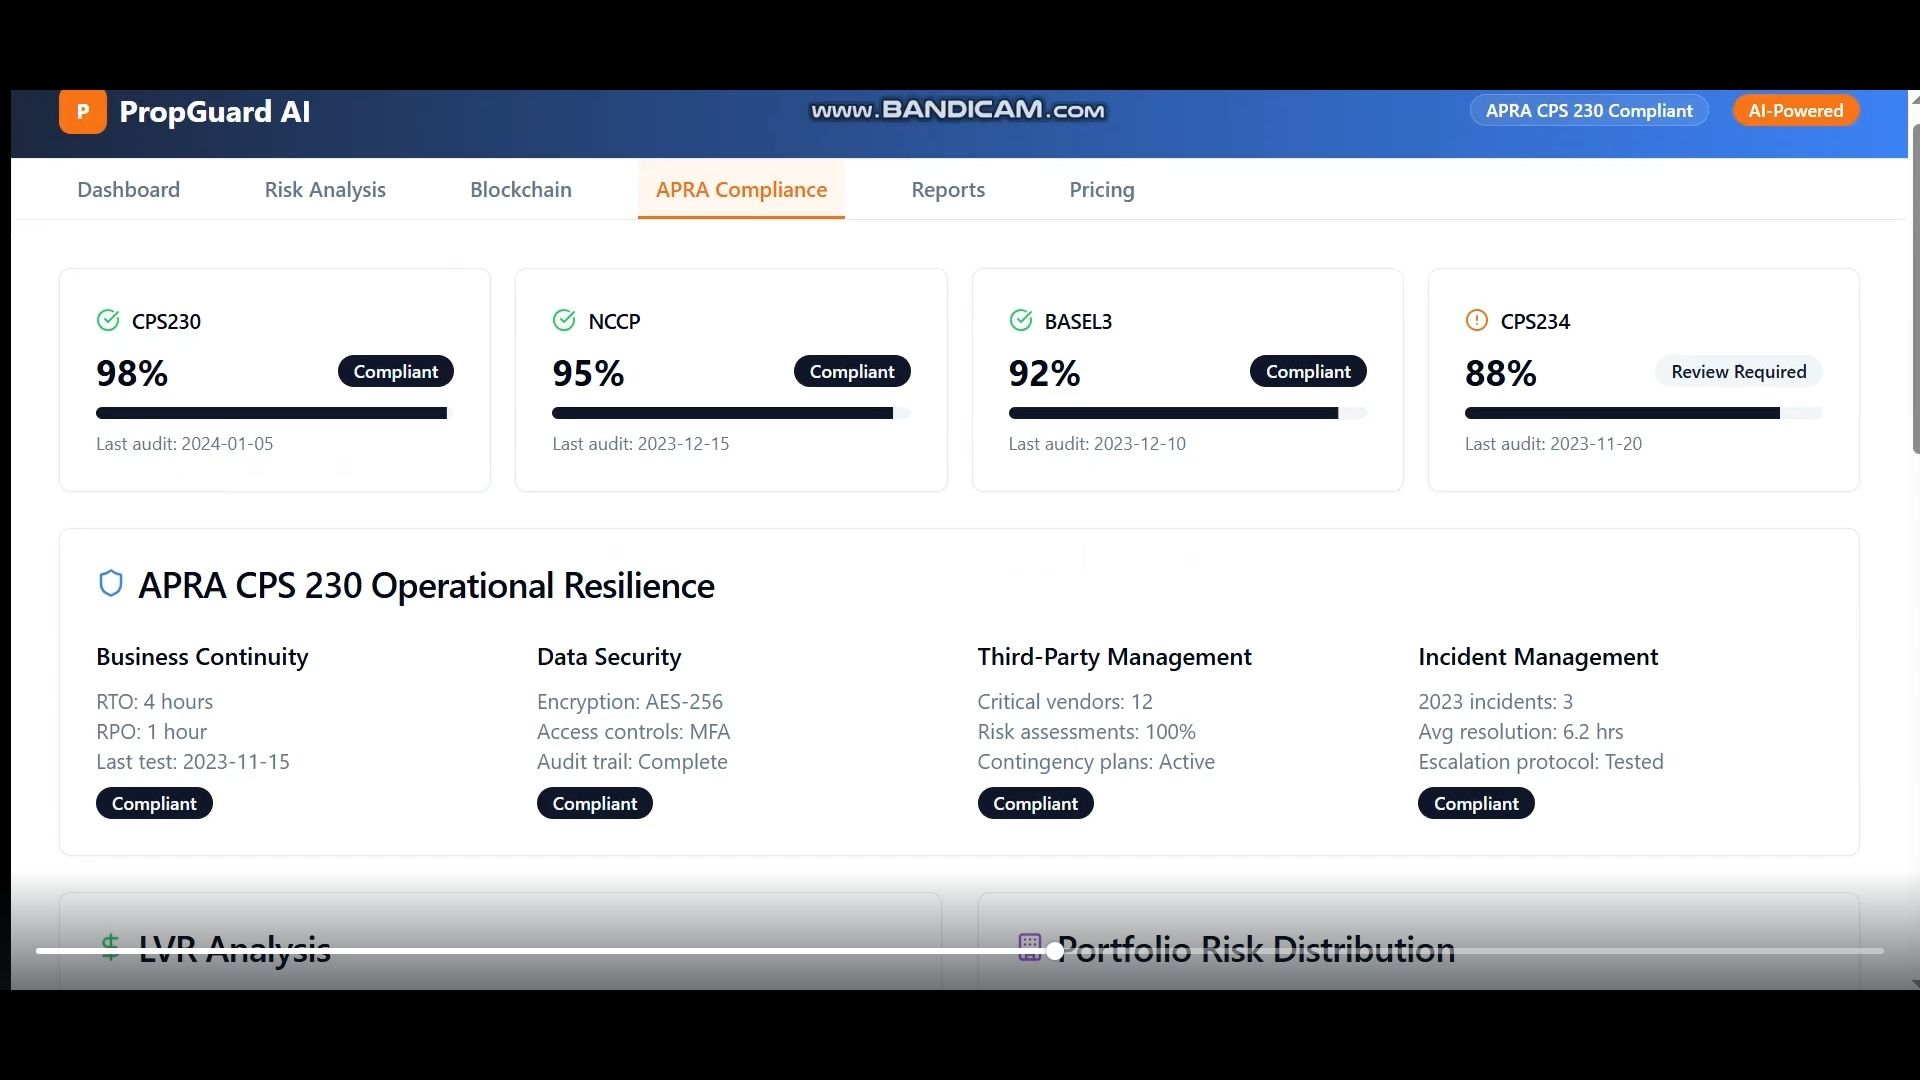 P PropGuard AI
www.BANDICAM.com
APRA CPS 230 Compliant
AI-Powered
Dashboard Risk Analysis Blockchain APRA Compliance Reports Pricing
CPS230
98% Compliant
Last audit: 2024-01-05
NCCP
95% Compliant
Last audit: 2023-12-15
BASEL3
92% Compliant
Last audit: 2023-12-10
CPS234
88% Review Required
Last audit: 2023-11-20
APRA CPS 230 Operational Resilience
Business Continuity
RTO: 4 hours
RPO: 1 hour
Last test: 2023-11-15
Compliant
Data Security
Encryption: AES-256
Access controls: MFA
Audit trail: Complete
Compliant
Third-Party Management
Critical vendors: 12
Risk assessments: 100%
Contingency plans: Active
Compliant
Incident Management
2023 incidents: 3
Avg resolution: 6.2 hrs
Escalation protocol: Tested
Compliant
LVR Analysis
Portfolio Risk Distribution